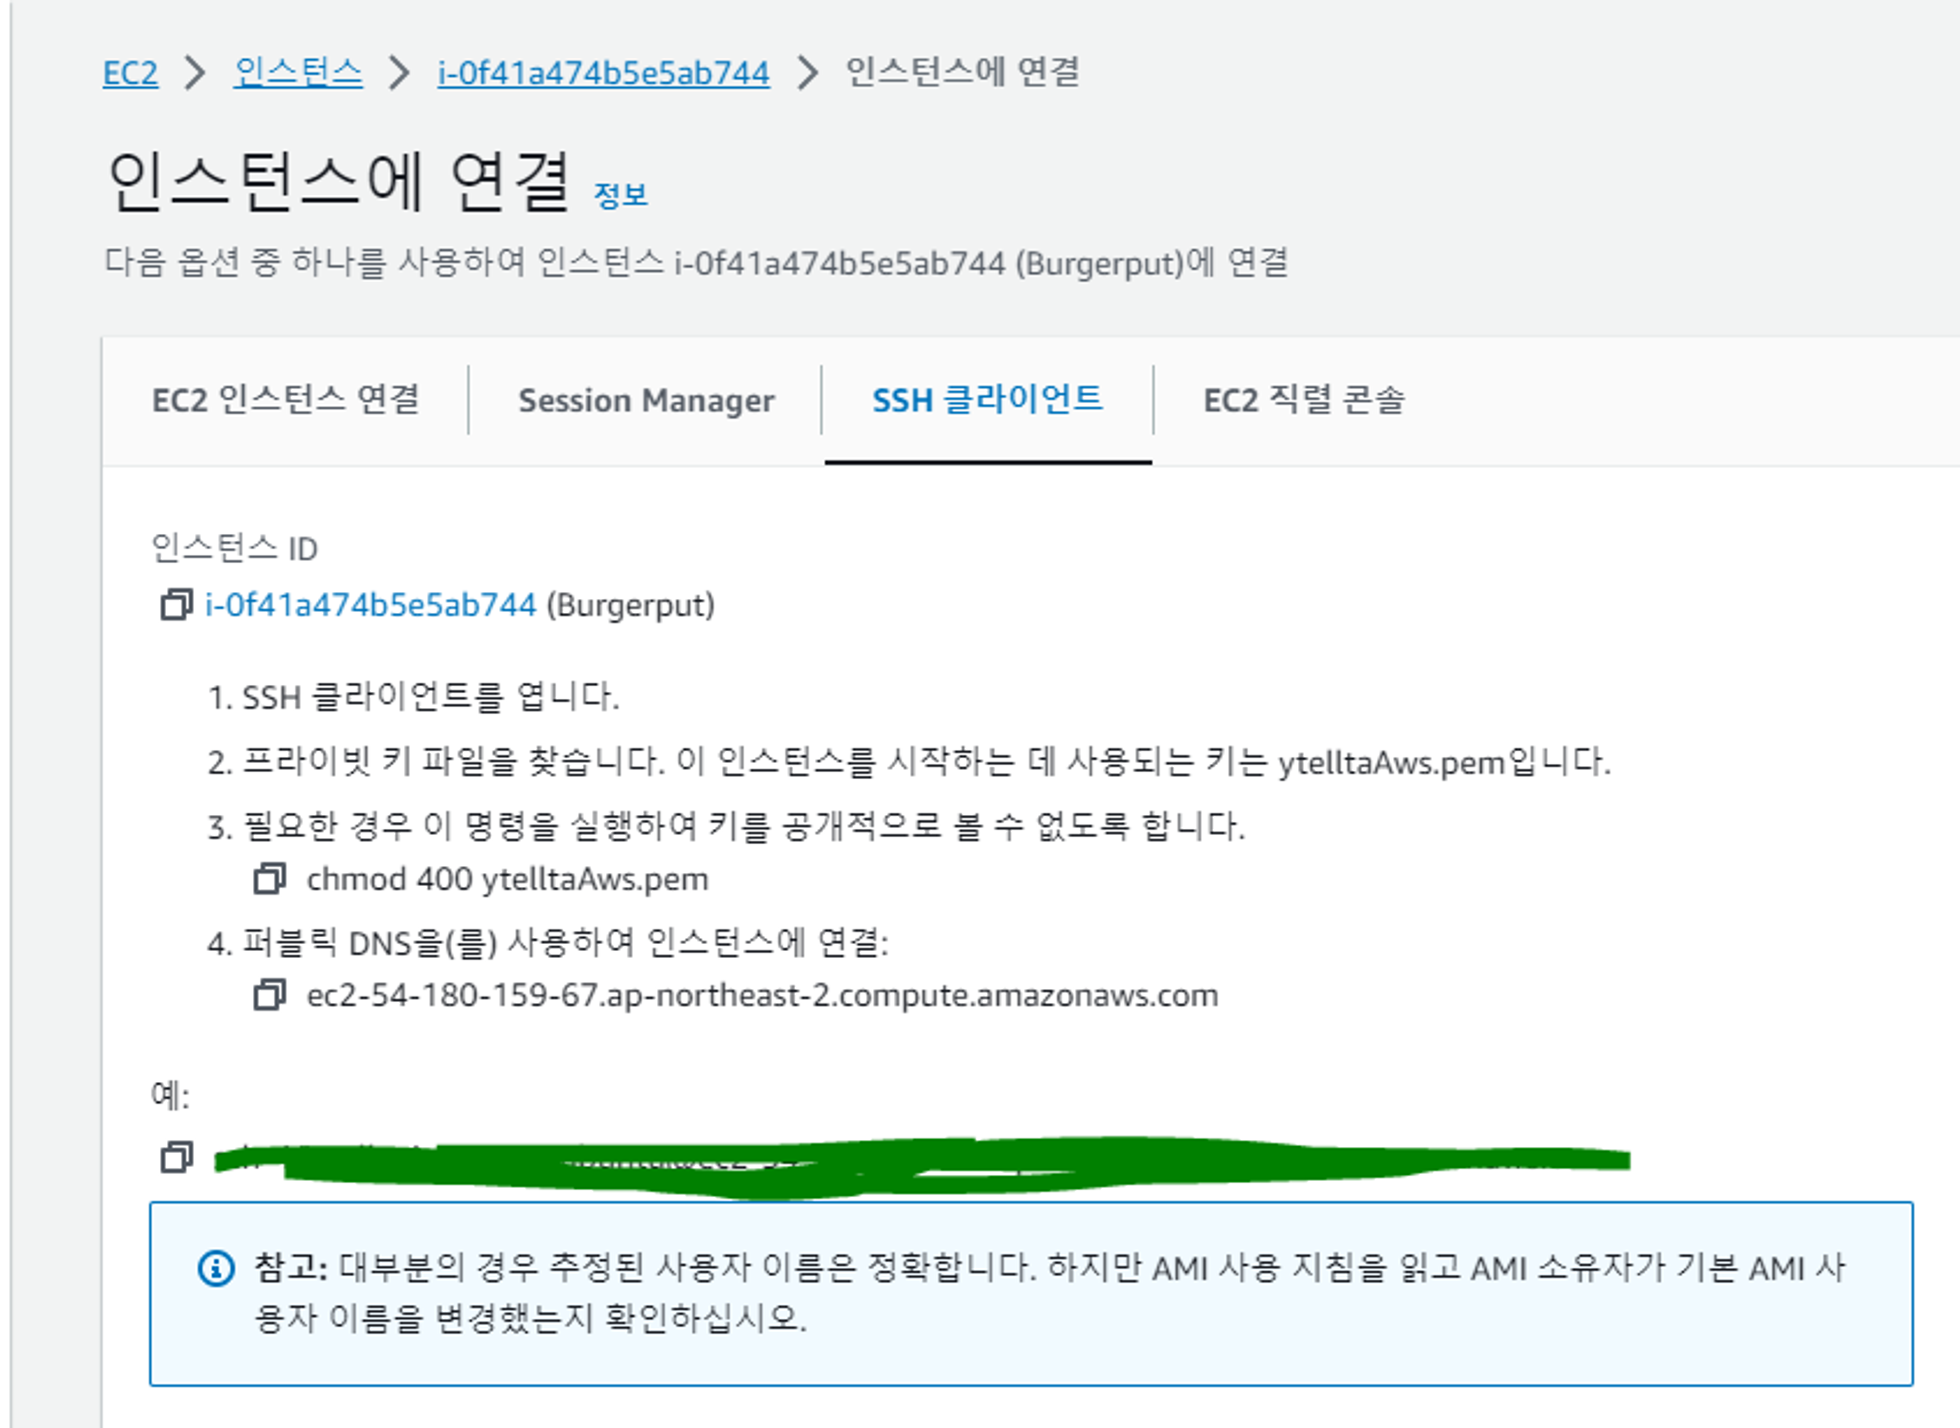 EC2 > 인스턴스 > i-0f41a474b5e5ab744 > 인스턴스에 연결
인스턴스에 연결 정보
다음 옵션 중 하나를 사용하여 인스턴스 i-0f41a474b5e5ab744 (Burgerput)에 연결
EC2 인스턴스 연결 Session Manager SSH 클라이언트 EC2 직렬 콘솔
인스턴스 ID
i-0f41a474b5e5ab744 (Burgerput)
1. SSH 클라이언트를 엽니다.
2. 프라이빗 키 파일을 찾습니다. 이 인스턴스를 시작하는 데 사용되는 키는 ytelltaAws.pem입니다.
3. 필요한 경우 이 명령을 실행하여 키를 공개적으로 볼 수 없도록 합니다.
chmod 400 ytelltaAws.pem
4. 퍼블릭 DNS을(를) 사용하여 인스턴스에 연결:
ec2-54-180-159-67.ap-northeast-2.compute.amazonaws.com
예:
참고: 대부분의 경우 추정된 사용자 이름은 정확합니다. 하지만 AMI 사용 지침을 읽고 AMI 소유자가 기본 AMI 사
용자 이름을 변경했는지 확인하십시오.